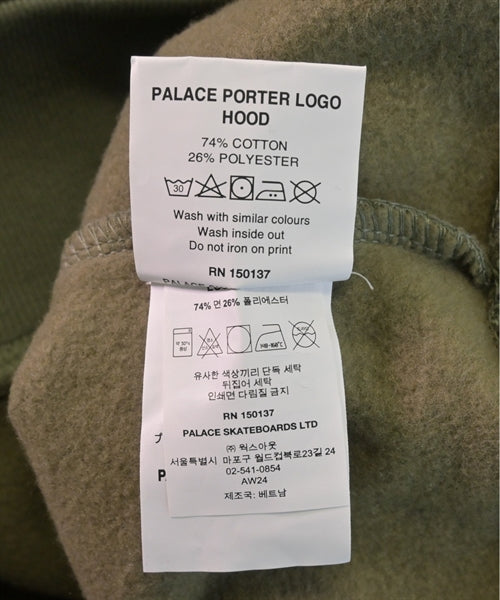 PALACE PORTER LOGO
HOOD
74% COTTON
26% POLYESTER
30
Wash with similar colours
Wash inside out
Do not iron on print
RN 150137
PALACE
74% 면 26% 폴리에스터
유사한 색상끼리 단독 세탁
뒤집어 세탁
인쇄면 다림질 금지
RN 150137
PALACE SKATEBOARDS LTD
㈜ 웍스아웃
서울특별시 마포구 월드컵북로23길 24
02-541-0854
AW24
제조국: 베트남
P